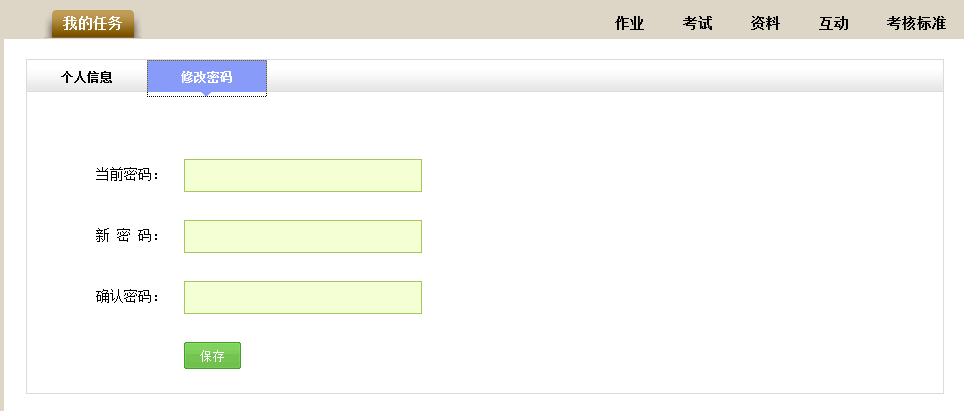 我的任务 作业 考试 资料 互动 考核标准
个人信息 修改密码
当前密码：
新 密 码：
确认密码：
保存